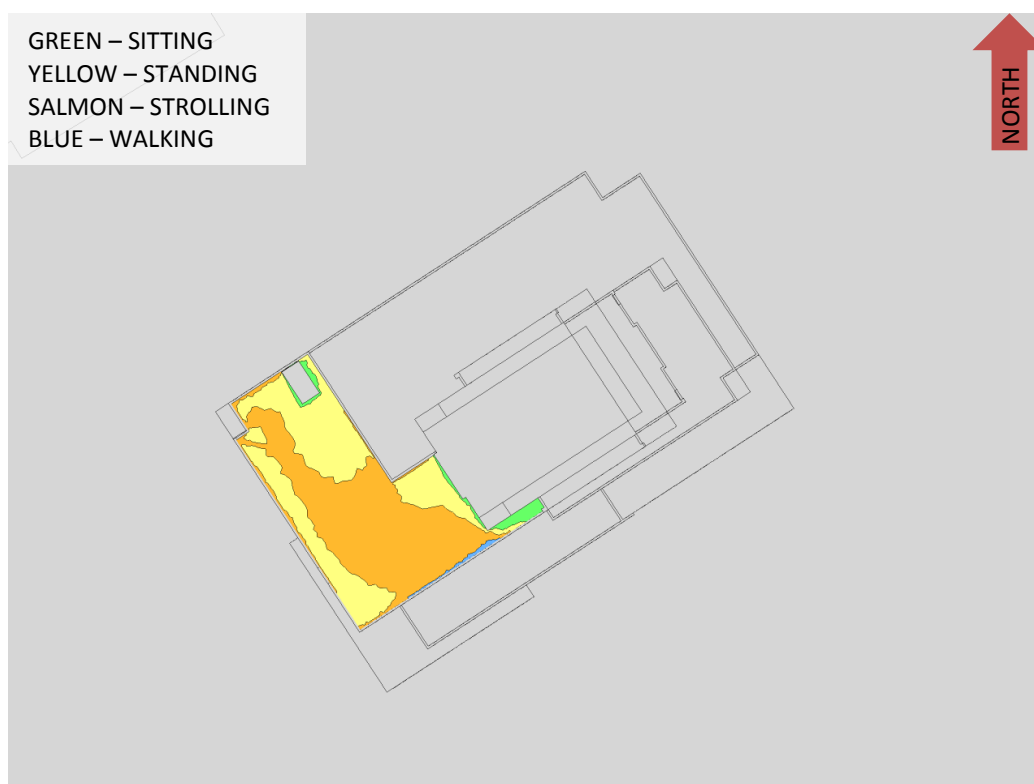 GREEN – SITTING
YELLOW – STANDING
SALMON – STROLLING
BLUE – WALKING
NORTH